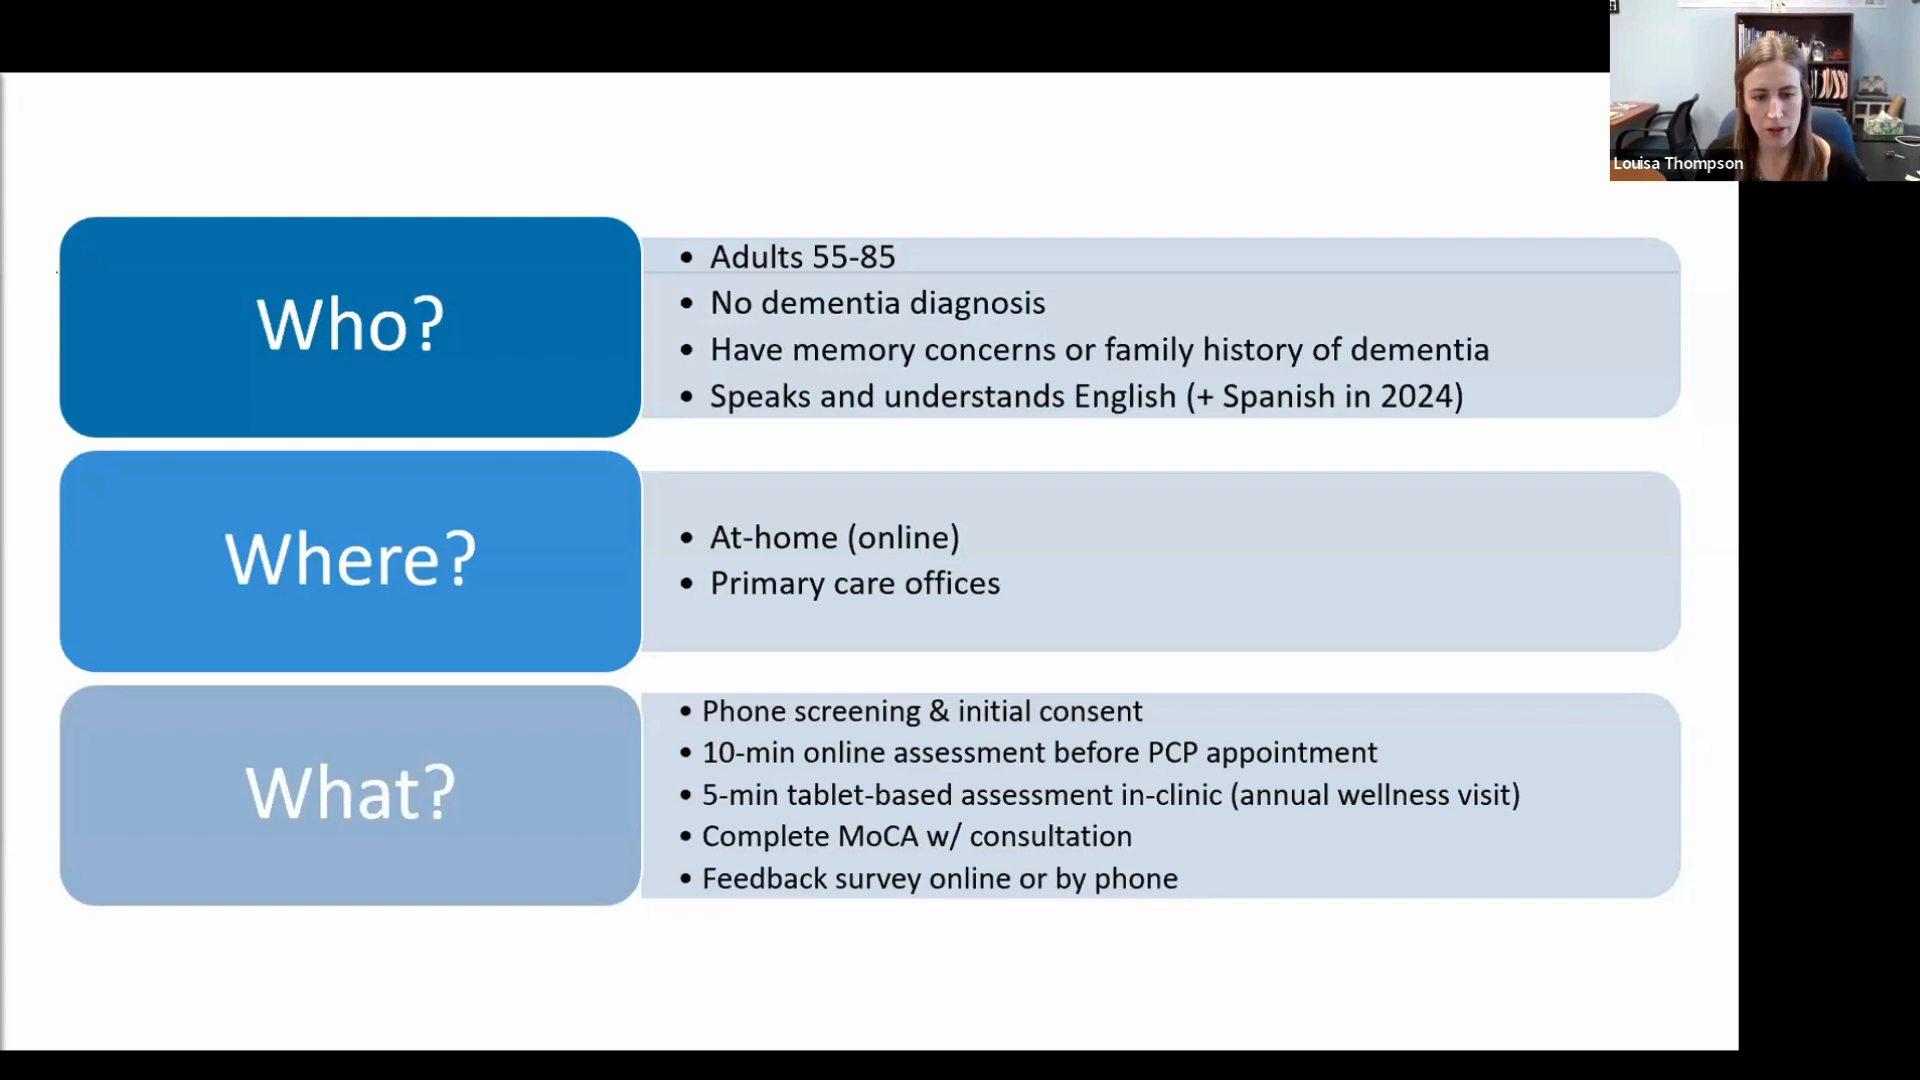 Louisa Thompson
Who?
• Adults 55-85
• No dementia diagnosis
• Have memory concerns or family history of dementia
• Speaks and understands English (+ Spanish in 2024)
Where?
• At-home (online)
• Primary care offices
What?
• Phone screening & initial consent
• 10-min online assessment before PCP appointment
• 5-min tablet-based assessment in-clinic (annual wellness visit)
• Complete MoCA w/ consultation
• Feedback survey online or by phone